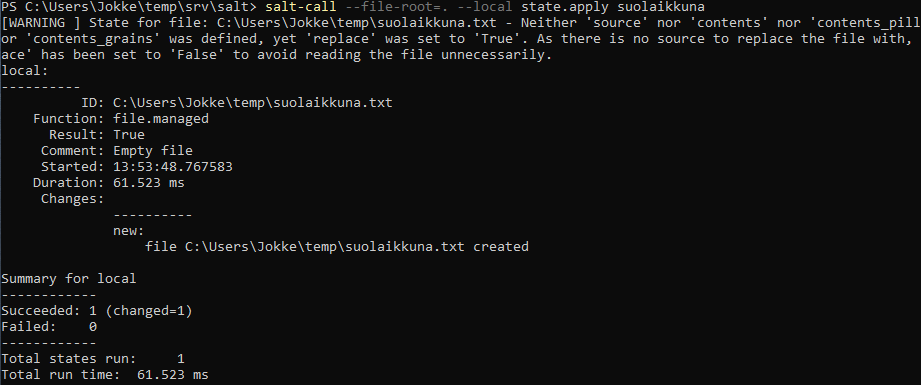 PS C:\Users\Jokke\temp\srv\salt> salt-call --file-root=. --local state.apply suolaikkuna
[WARNING ] State for file: C:\Users\Jokke\temp\suolaikkuna.txt - Neither 'source' nor 'contents' nor 'contents_pill
or 'contents_grains' was defined, yet 'replace' was set to 'True'. As there is no source to replace the file with,
ace' has been set to 'False' to avoid reading the file unnecessarily.
local:
----------
          ID: C:\Users\Jokke\temp\suolaikkuna.txt
    Function: file.managed
      Result: True
     Comment: Empty file
     Started: 13:53:48.767583
    Duration: 61.523 ms
     Changes:
              ----------
              new:
                  file C:\Users\Jokke\temp\suolaikkuna.txt created

Summary for local
------------
Succeeded: 1 (changed=1)
Failed:    0
------------
Total states run:     1
Total run time:  61.523 ms